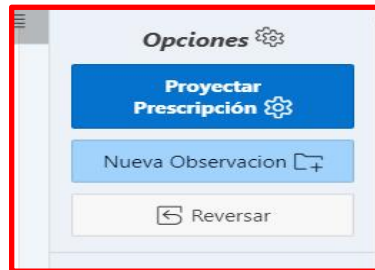 Opciones
Proyectar
Prescripción
Nueva Observacion
Reversar